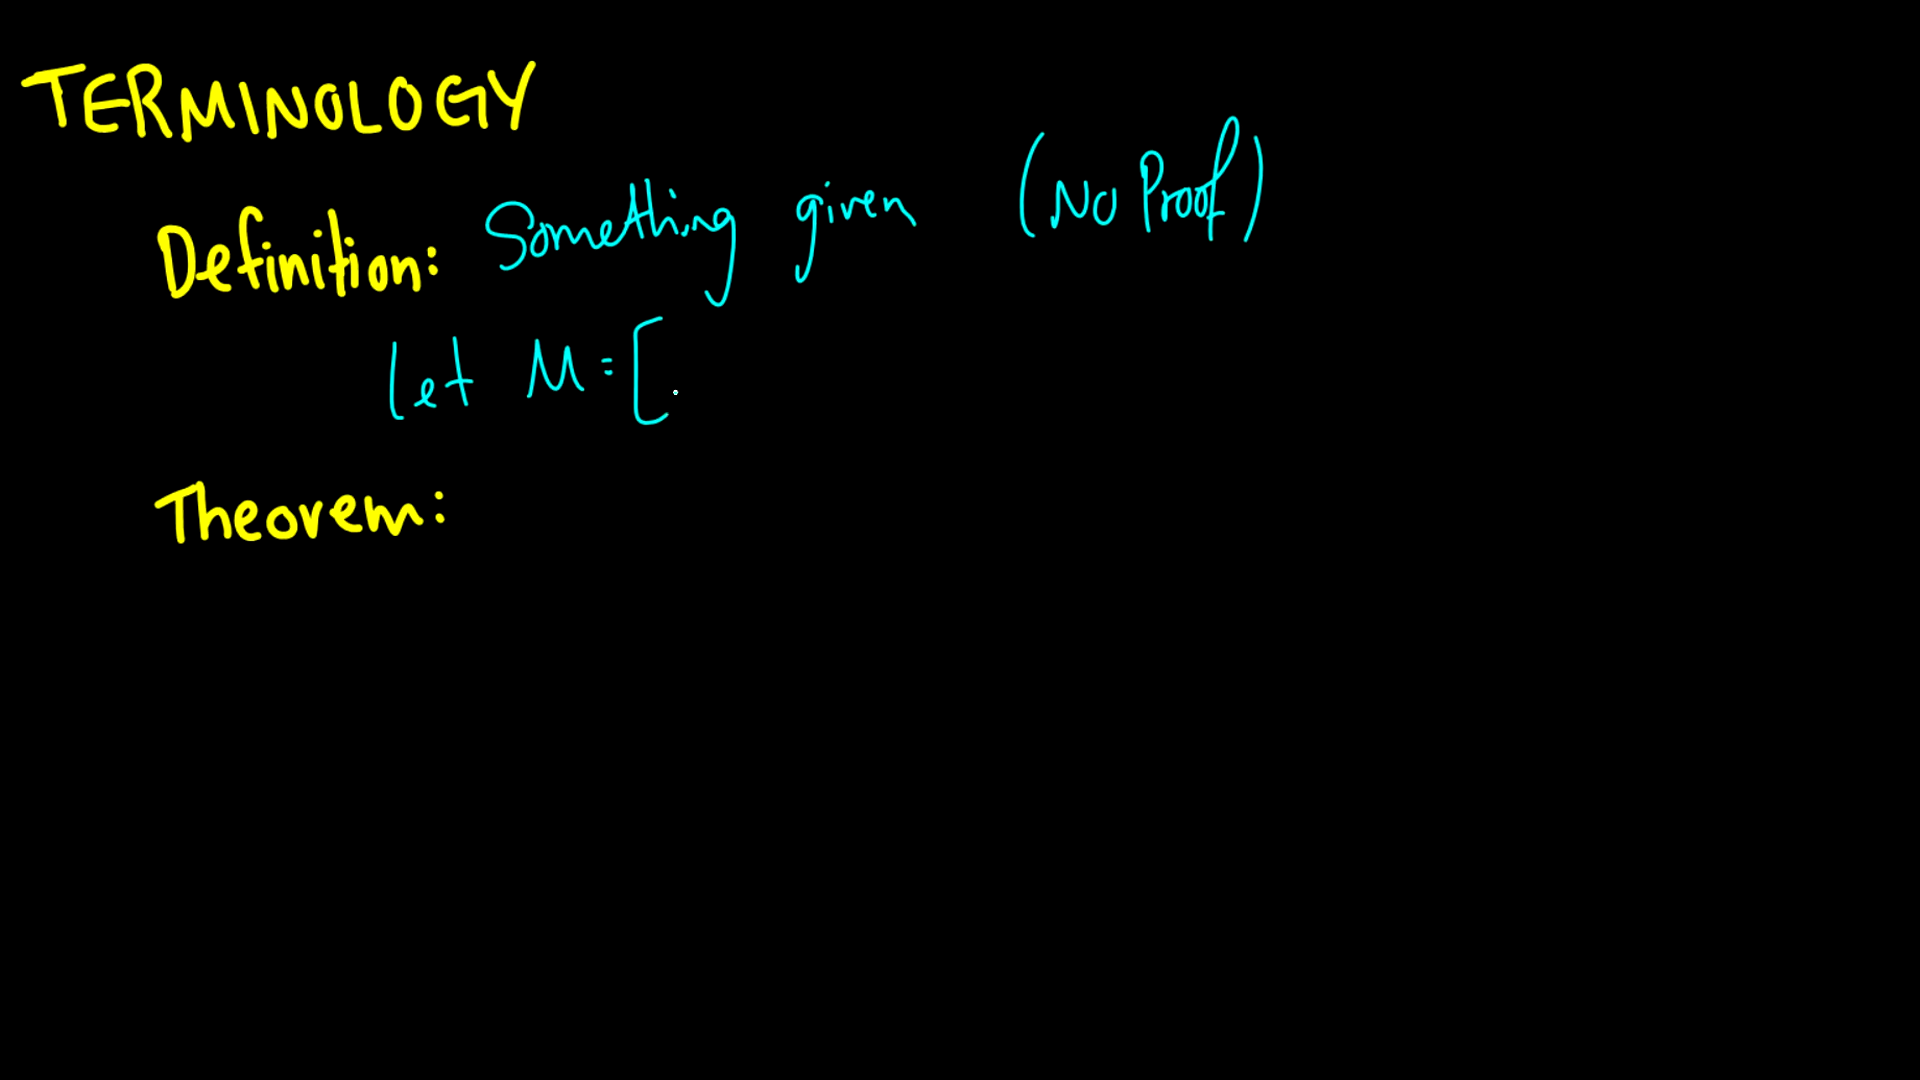 TERMINOLOGY
Definition: Something given (No Proof)
Let M = [
Theorem: